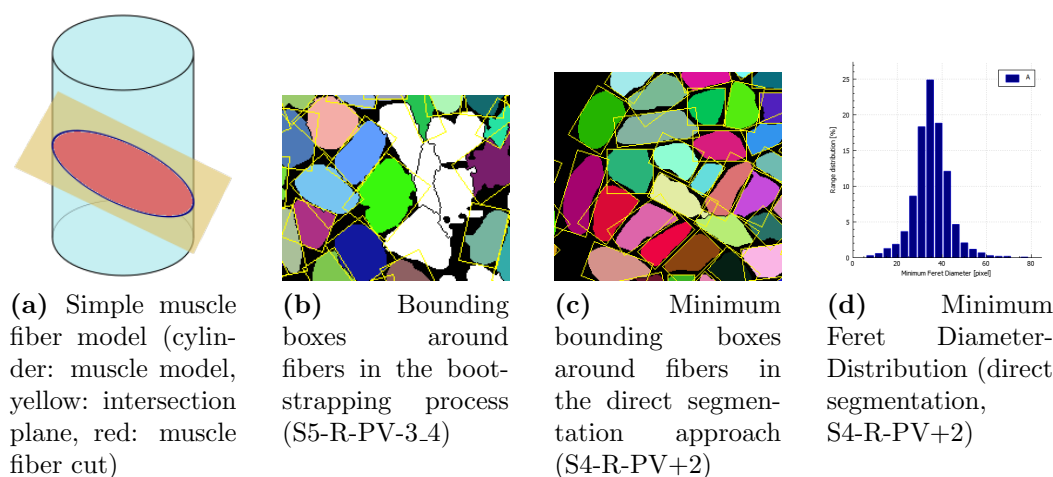 A
25
20
15
10
5
0
Range distribution [%]
0
20
40
60
80
Minimum Feret Diameter [pixel]
(a) Simple muscle
fiber model (cylin-
der: muscle model,
yellow: intersection
plane, red: muscle
fiber cut)
(b) Bounding
boxes around
fibers in the boot-
strapping process
(S5-R-PV-3_4)
(c) Minimum
bounding boxes
around fibers in
the direct segmen-
tation approach
(S4-R-PV+2)
(d) Minimum
Feret Diameter-
Distribution (direct
segmentation,
S4-R-PV+2)